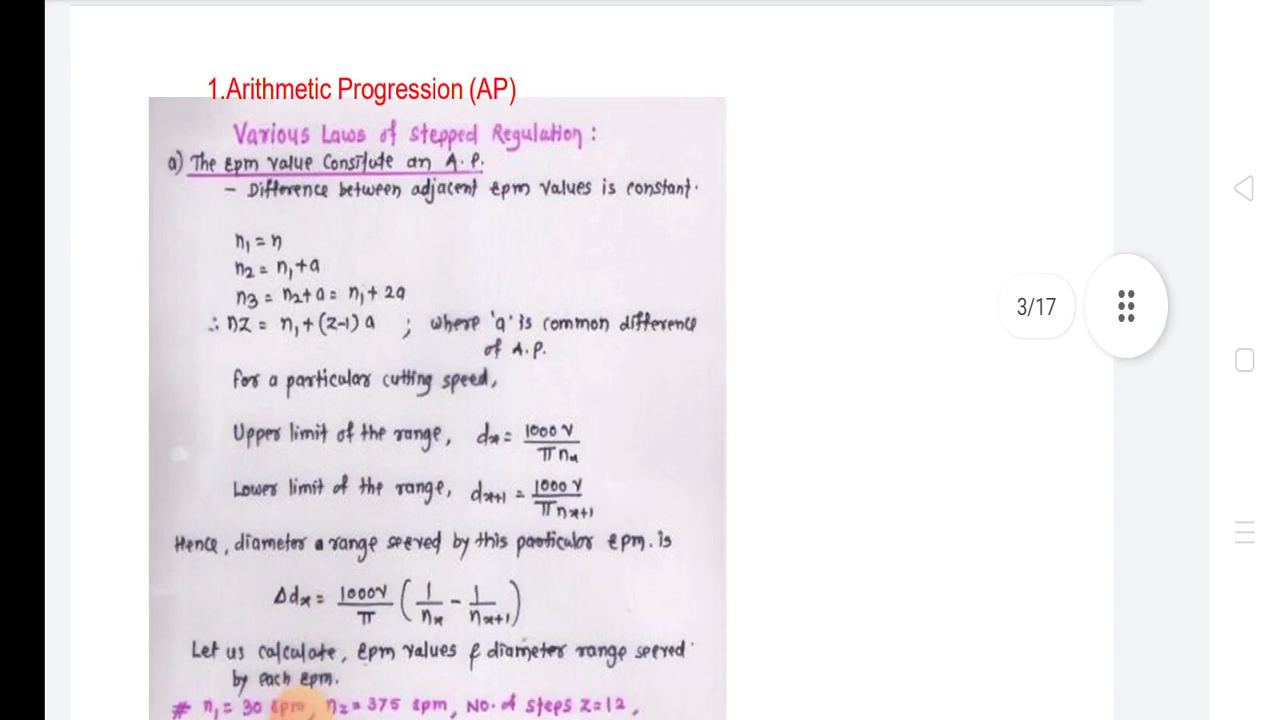 1.Arithmetic Progression (AP)
Various Laws of Stepped Regulation :
a) The rpm value Constitute an A.P.
- Difference between adjacent rpm values is constant.
n₁ = n
n₂ = n₁+a
n₃ = n₂+a = n₁+2a
∴ nz = n₁+(z-1) a ; where 'a' is common difference
of A.P.
for a particular cutting speed,
Upper limit of the range, dₓ = 1000 V / π nₓ
Lower limit of the range, dₓ₊₁ = 1000 V / π nₓ₊₁
Hence, diameter range served by this particular rpm. is
Δdₓ = 1000V / π ( 1 / nₓ - 1 / nₓ₊₁ )
Let us calculate, rpm values & diameter range served
by each rpm.
# n₁ = 30 rpm, nz = 375 rpm, No. of steps z=12,
3/17